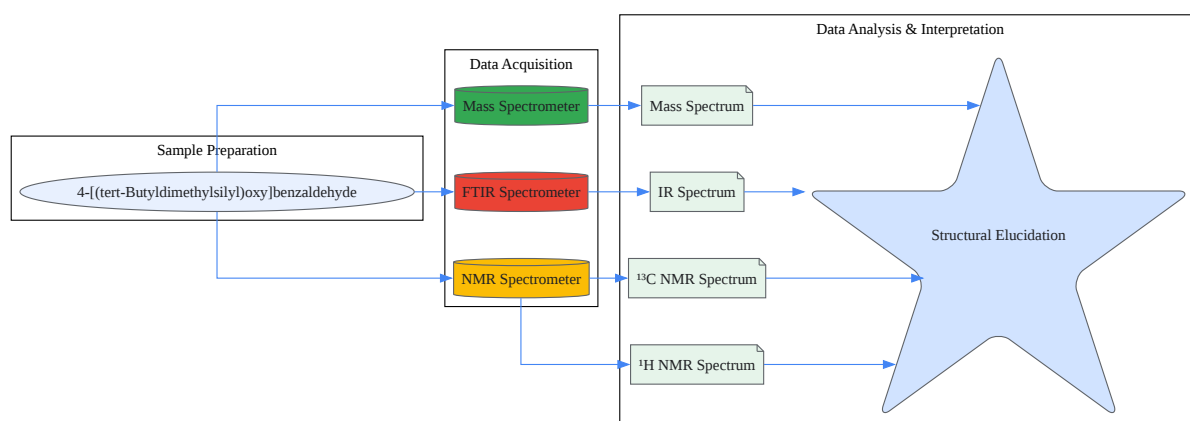 Data Analysis & Interpretation
Data Acquisition
Mass Spectrometer
Mass Spectrum
Sample Preparation
4-[(tert-Butyldimethylsilyl)oxy]benzaldehyde
FTIR Spectrometer
IR Spectrum
Structural Elucidation
NMR Spectrometer
¹³C NMR Spectrum
¹H NMR Spectrum